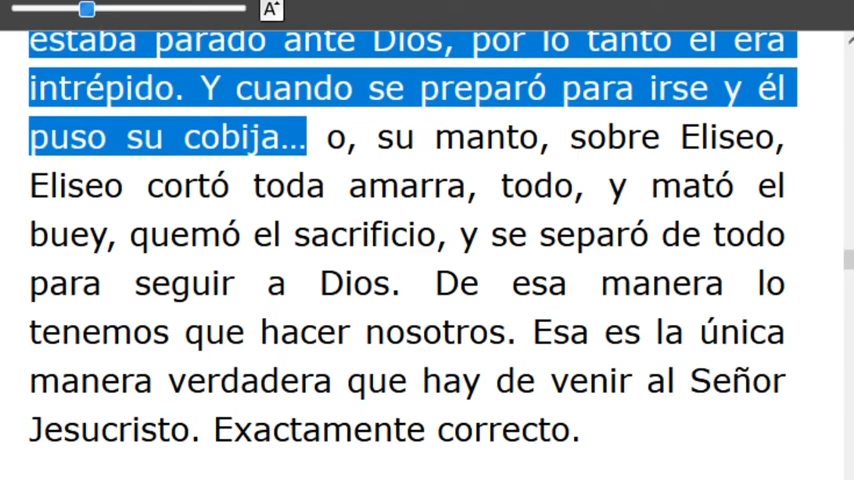 A
estaba parado ante Dios, por lo tanto él era
intrépido. Y cuando se preparó para irse y él
puso su cobija... o, su manto, sobre Eliseo,
Eliseo cortó toda amarra, todo, y mató el
buey, quemó el sacrificio, y se separó de todo
para seguir a Dios. De esa manera lo
tenemos que hacer nosotros. Esa es la única
manera verdadera que hay de venir al Señor
Jesucristo. Exactamente correcto.